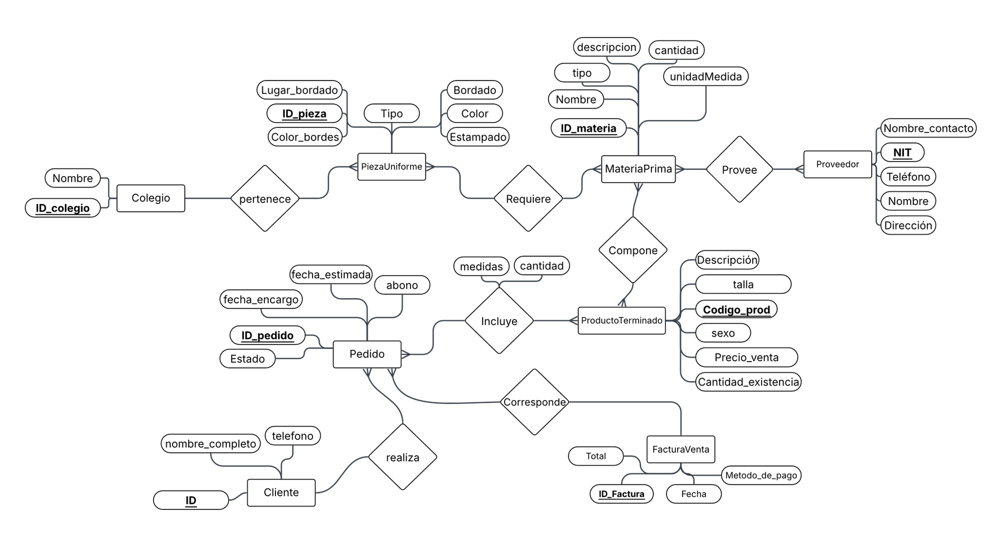 descripcion
cantidad
tipo
unidadMedida
Lugar_bordado
Bordado
Nombre
ID_pieza
Tipo
Color
ID_materia
Nombre_contacto
Color_bordes
Estampado
NIT
PiezaUniforme
MateriaPrima
Provee
Proveedor
Nombre
Teléfono
Colegio
pertenece
Requiere
Nombre
ID_colegio
Dirección
Compone
Descripción
medidas
cantidad
fecha_estimada
abono
talla
fecha_encargo
Codigo_prod
Incluye
ProductoTerminado
sexo
ID_pedido
Pedido
Estado
Precio_venta
Cantidad_existencia
Corresponde
telefono
nombre_completo
FacturaVenta
realiza
Total
Metodo_de_pago
Cliente
ID
ID_Factura
Fecha